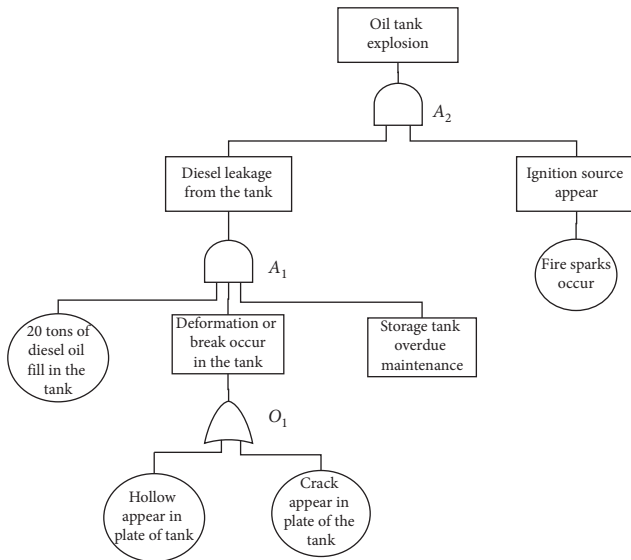 Oil tank
explosion
A2
Diesel leakage
from the tank
Ignition source
appear
A1
Fire sparks
occur
20 tons of
diesel oil
fill in the
tank
Deformation or
break occur
in the tank
Storage tank
overdue
maintenance
O1
Hollow
appear in
plate of tank
Crack
appear in
plate of the
tank